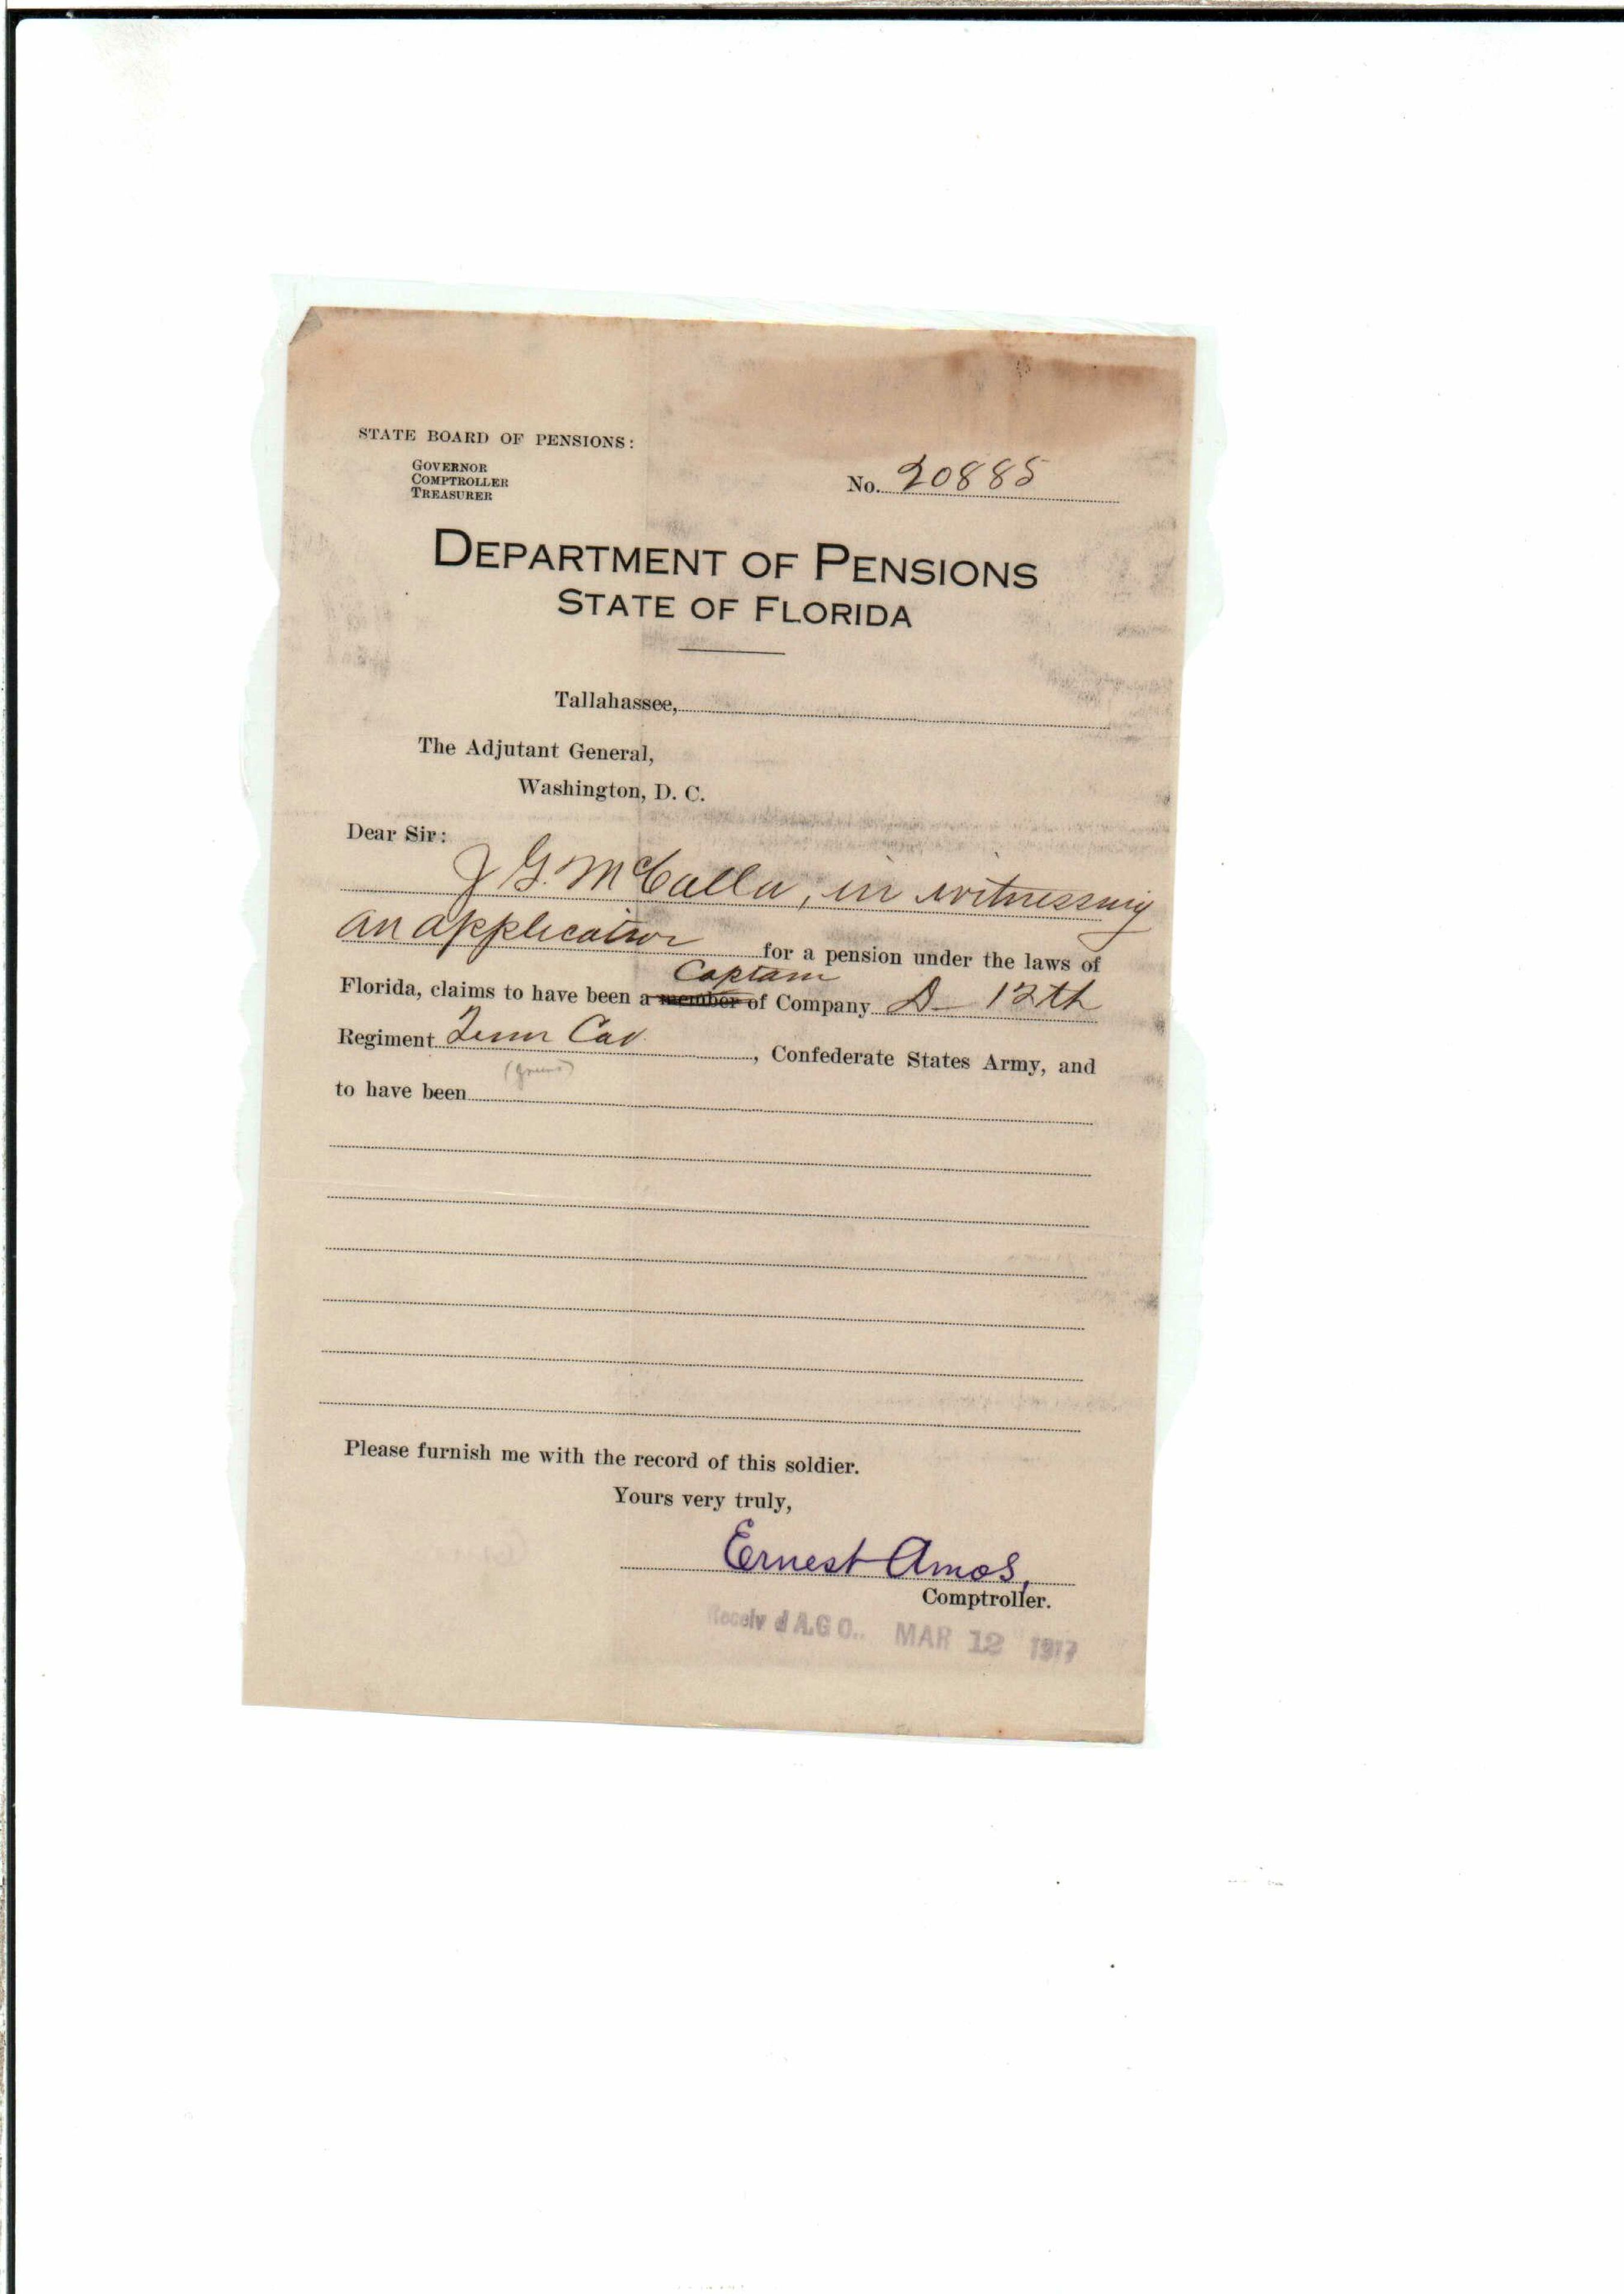 STATE BOARD OF PENSIONS:
GOVERNOR
COMPTROLLER
TREASURER
No. 20885
DEPARTMENT OF PENSIONS
STATE OF FLORIDA
Tallahassee,
The Adjutant General,
Washington, D. C.
Dear Sir:
J G. McCalla, in witnessing
an application for a pension under the laws of
Captain
Florida, claims to have been a member of Company D 12th
Regiment Tenn Cav , Confederate States Army, and
to have been
Please furnish me with the record of this soldier.
Yours very truly,
Ernest Amos,
Comptroller.
Receiv d A.G O.. MAR 12 1917